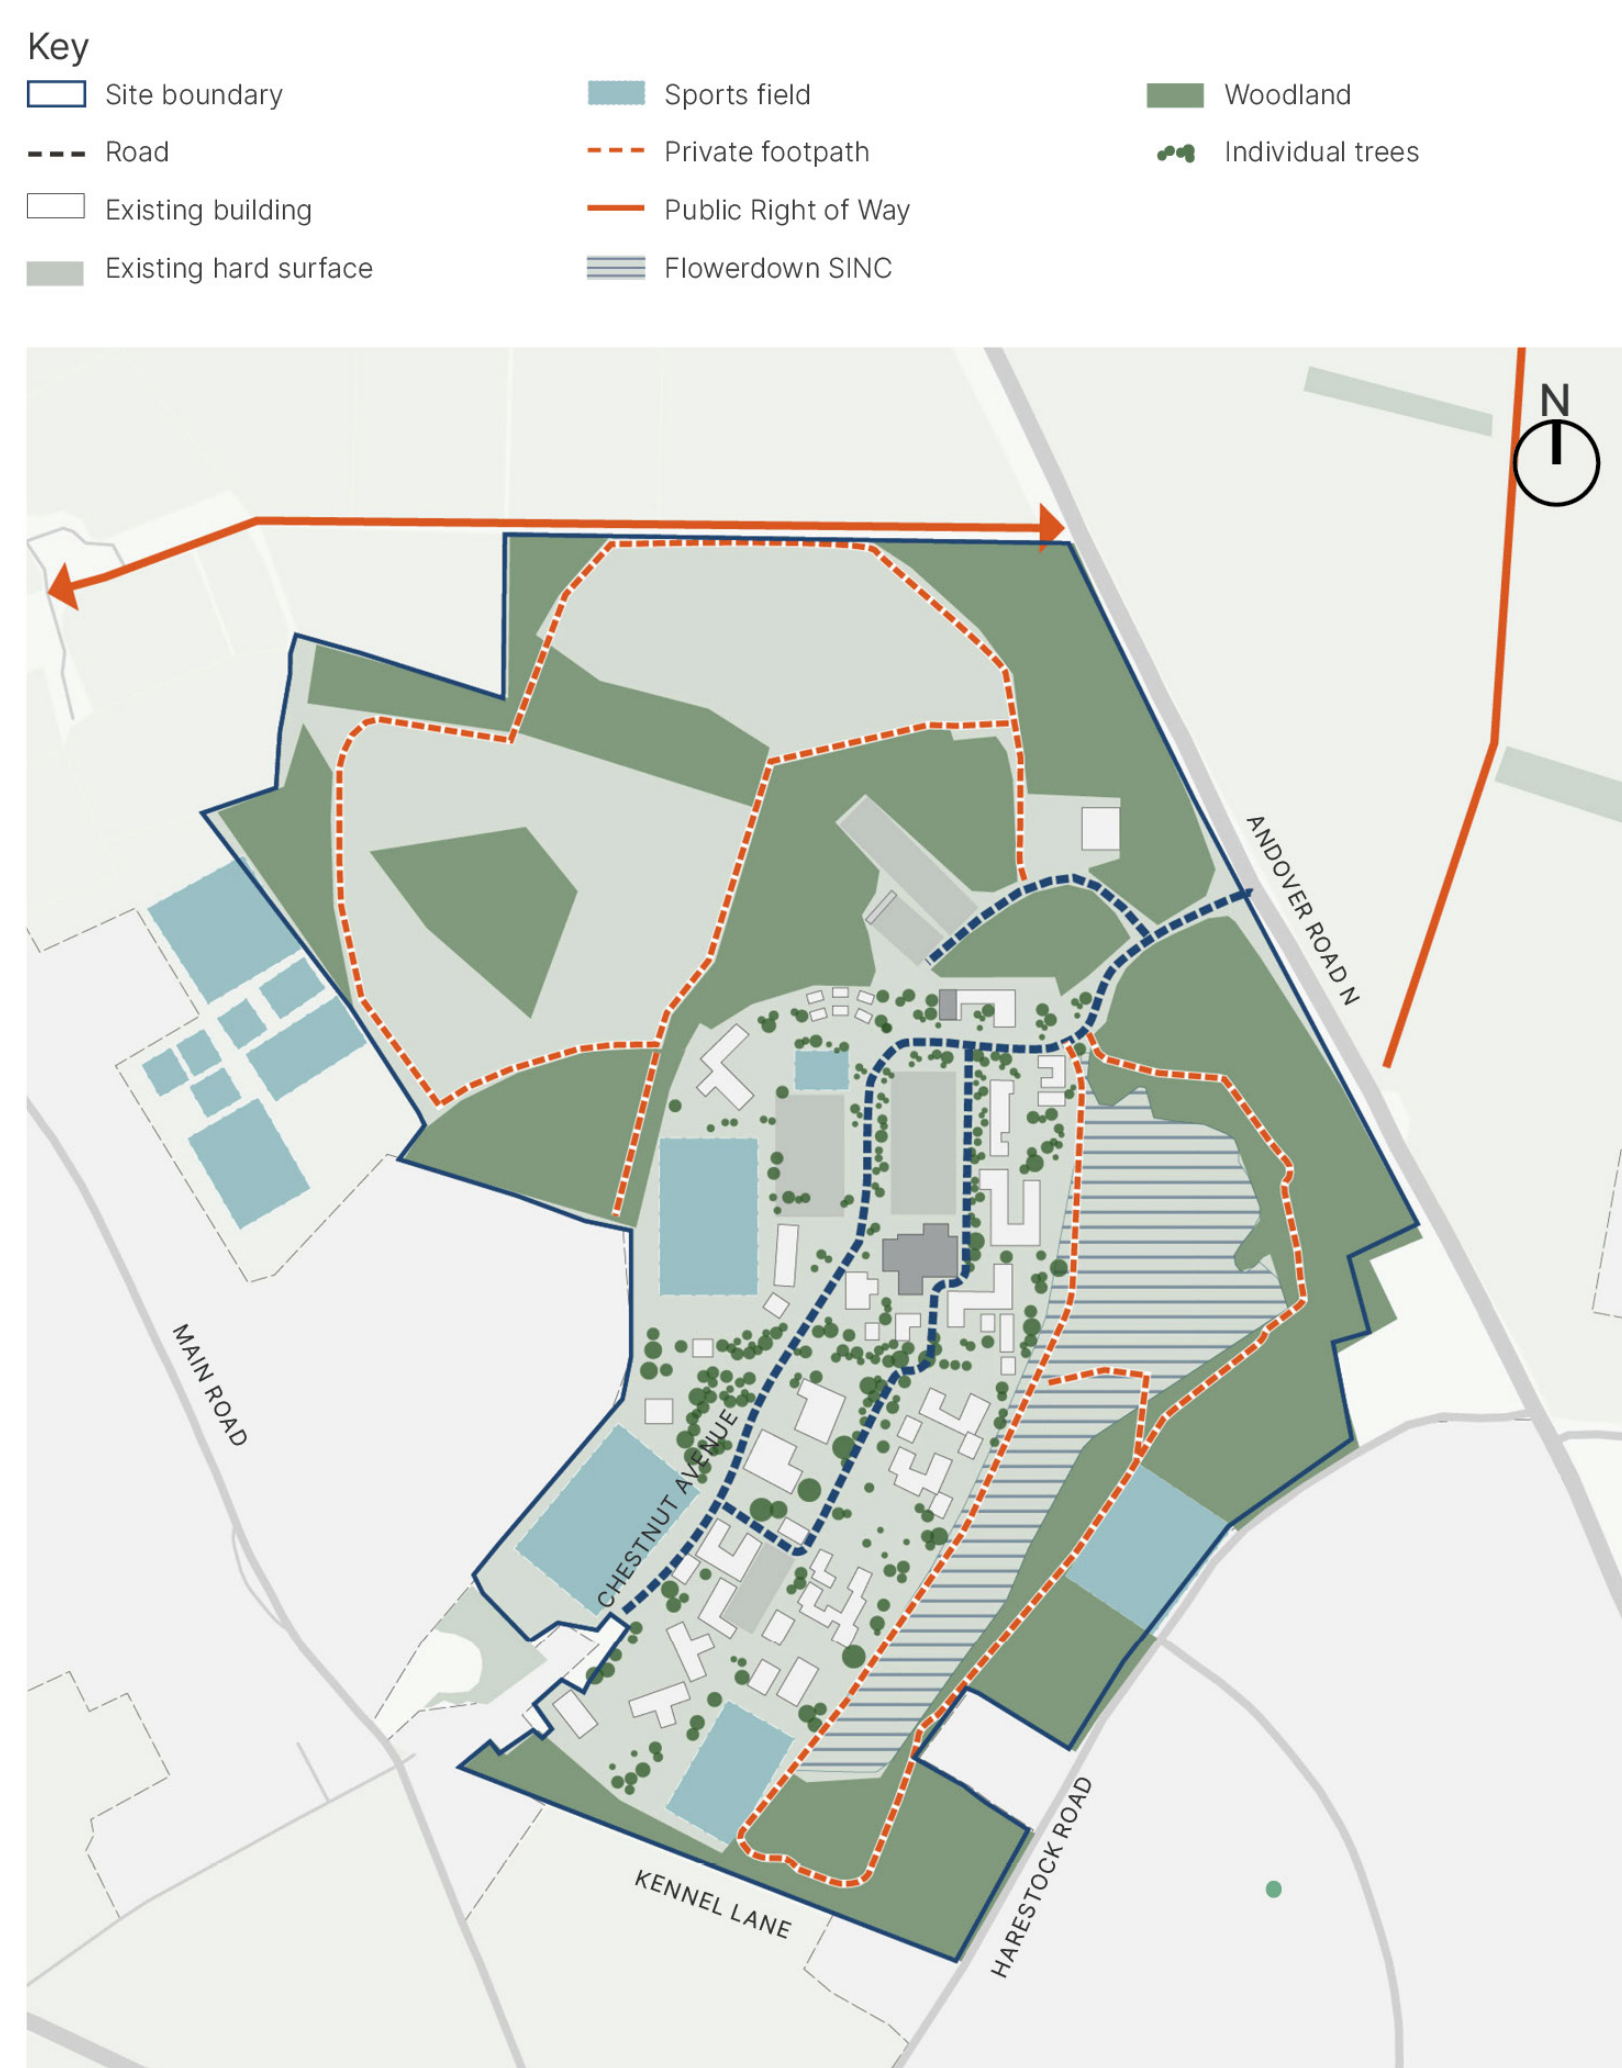 Key
Site boundary
Sports field
Woodland
Road
Private footpath
Individual trees
Existing building
Public Right of Way
Existing hard surface
Flowerdown SINC
N
ANDOVER ROAD N
MAIN ROAD
CHESTNUT AVENUE
KENNEL LANE
HARESTOCK ROAD